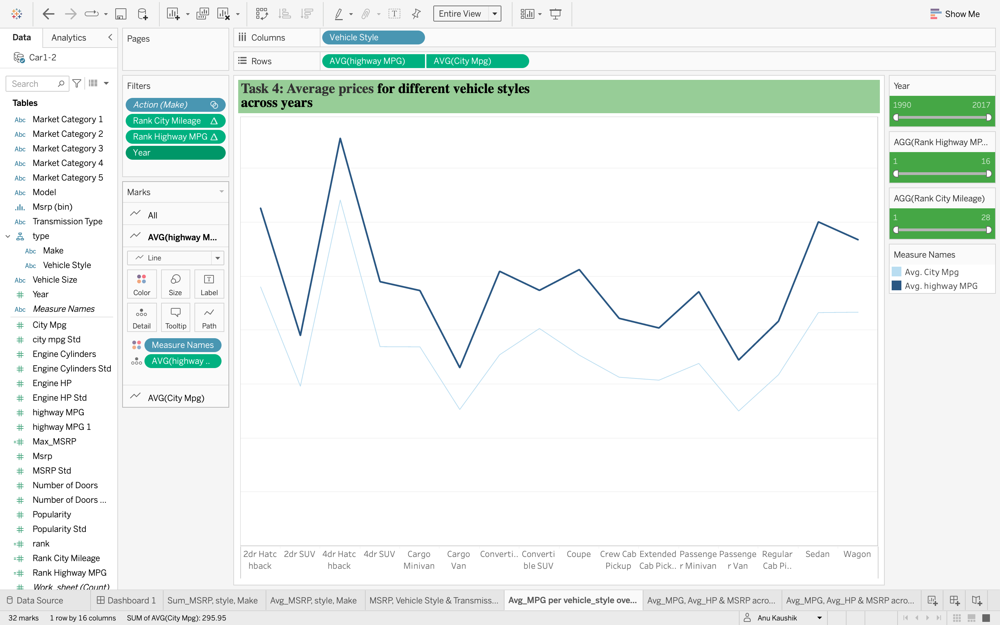 Entire View
Show Me
Data
Analytics
Car1-2
Search
Tables
Abc Market Category 1
Abc Market Category 2
Abc Market Category 3
Abc Market Category 4
Abc Market Category 5
Abc Model
Msrp (bin)
Abc Transmission Type
type
Abc Make
Abc Vehicle Style
Abc Vehicle Size
Year
Abc Measure Names
City Mpg
city mpg Std
Engine Cylinders
Engine Cylinders Std
Engine HP
Engine HP Std
highway MPG
highway MPG 1
Max_MSRP
Msrp
MSRP Std
Number of Doors
Number of Doors ...
Popularity
Popularity Std
rank
Rank City Mileage
Rank Highway MPG
Work_sheet (Count)
Pages
Filters
Action (Make)
Rank City Mileage
Rank Highway MPG
Year
Marks
All
AVG(highway M...
Line
Color Size Label
Detail Tooltip Path
Measure Names
AVG(highway ..
AVG(City Mpg)
Columns
Vehicle Style
Rows
AVG(highway MPG) AVG(City Mpg)
Task 4: Average prices for different vehicle styles
across years
2dr Hatc
hback
2dr SUV
4dr Hatc
hback
4dr SUV
Cargo
Minivan
Cargo
Van
Converti..
Converti
ble SUV
Coupe
Crew Cab
Pickup
Extended
Cab Pick..
Passenge
r Minivan
Passenge
r Van
Regular
Cab Pi..
Sedan
Wagon
Year
1990 2017
AGG(Rank Highway MP...
1 16
AGG(Rank City Mileage)
1 28
Measure Names
Avg. City Mpg
Avg. highway MPG
Data Source
Dashboard 1
Sum_MSRP, style, Make
Avg_MSRP, style, Make
MSRP, Vehicle Style & Transmiss...
Avg_MPG per vehicle_style ove...
Avg_MPG, Avg_HP & MSRP acro...
Avg_MPG, Avg_HP & MSRP acro...
32 marks
1 row by 16 columns
SUM of AVG(City Mpg): 295.95
Anu Kaushik